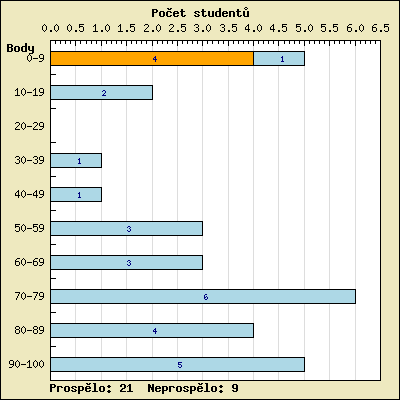 Počet studentů
0.0 0.5 1.0 1.5 2.0 2.5 3.0 3.5 4.0 4.5 5.0 5.5 6.0 6.5
Body
0-9 4 1
10-19 2
20-29
30-39 1
40-49 1
50-59 3
60-69 3
70-79 6
80-89 4
90-100 5
Prospělo: 21 Neprospělo: 9